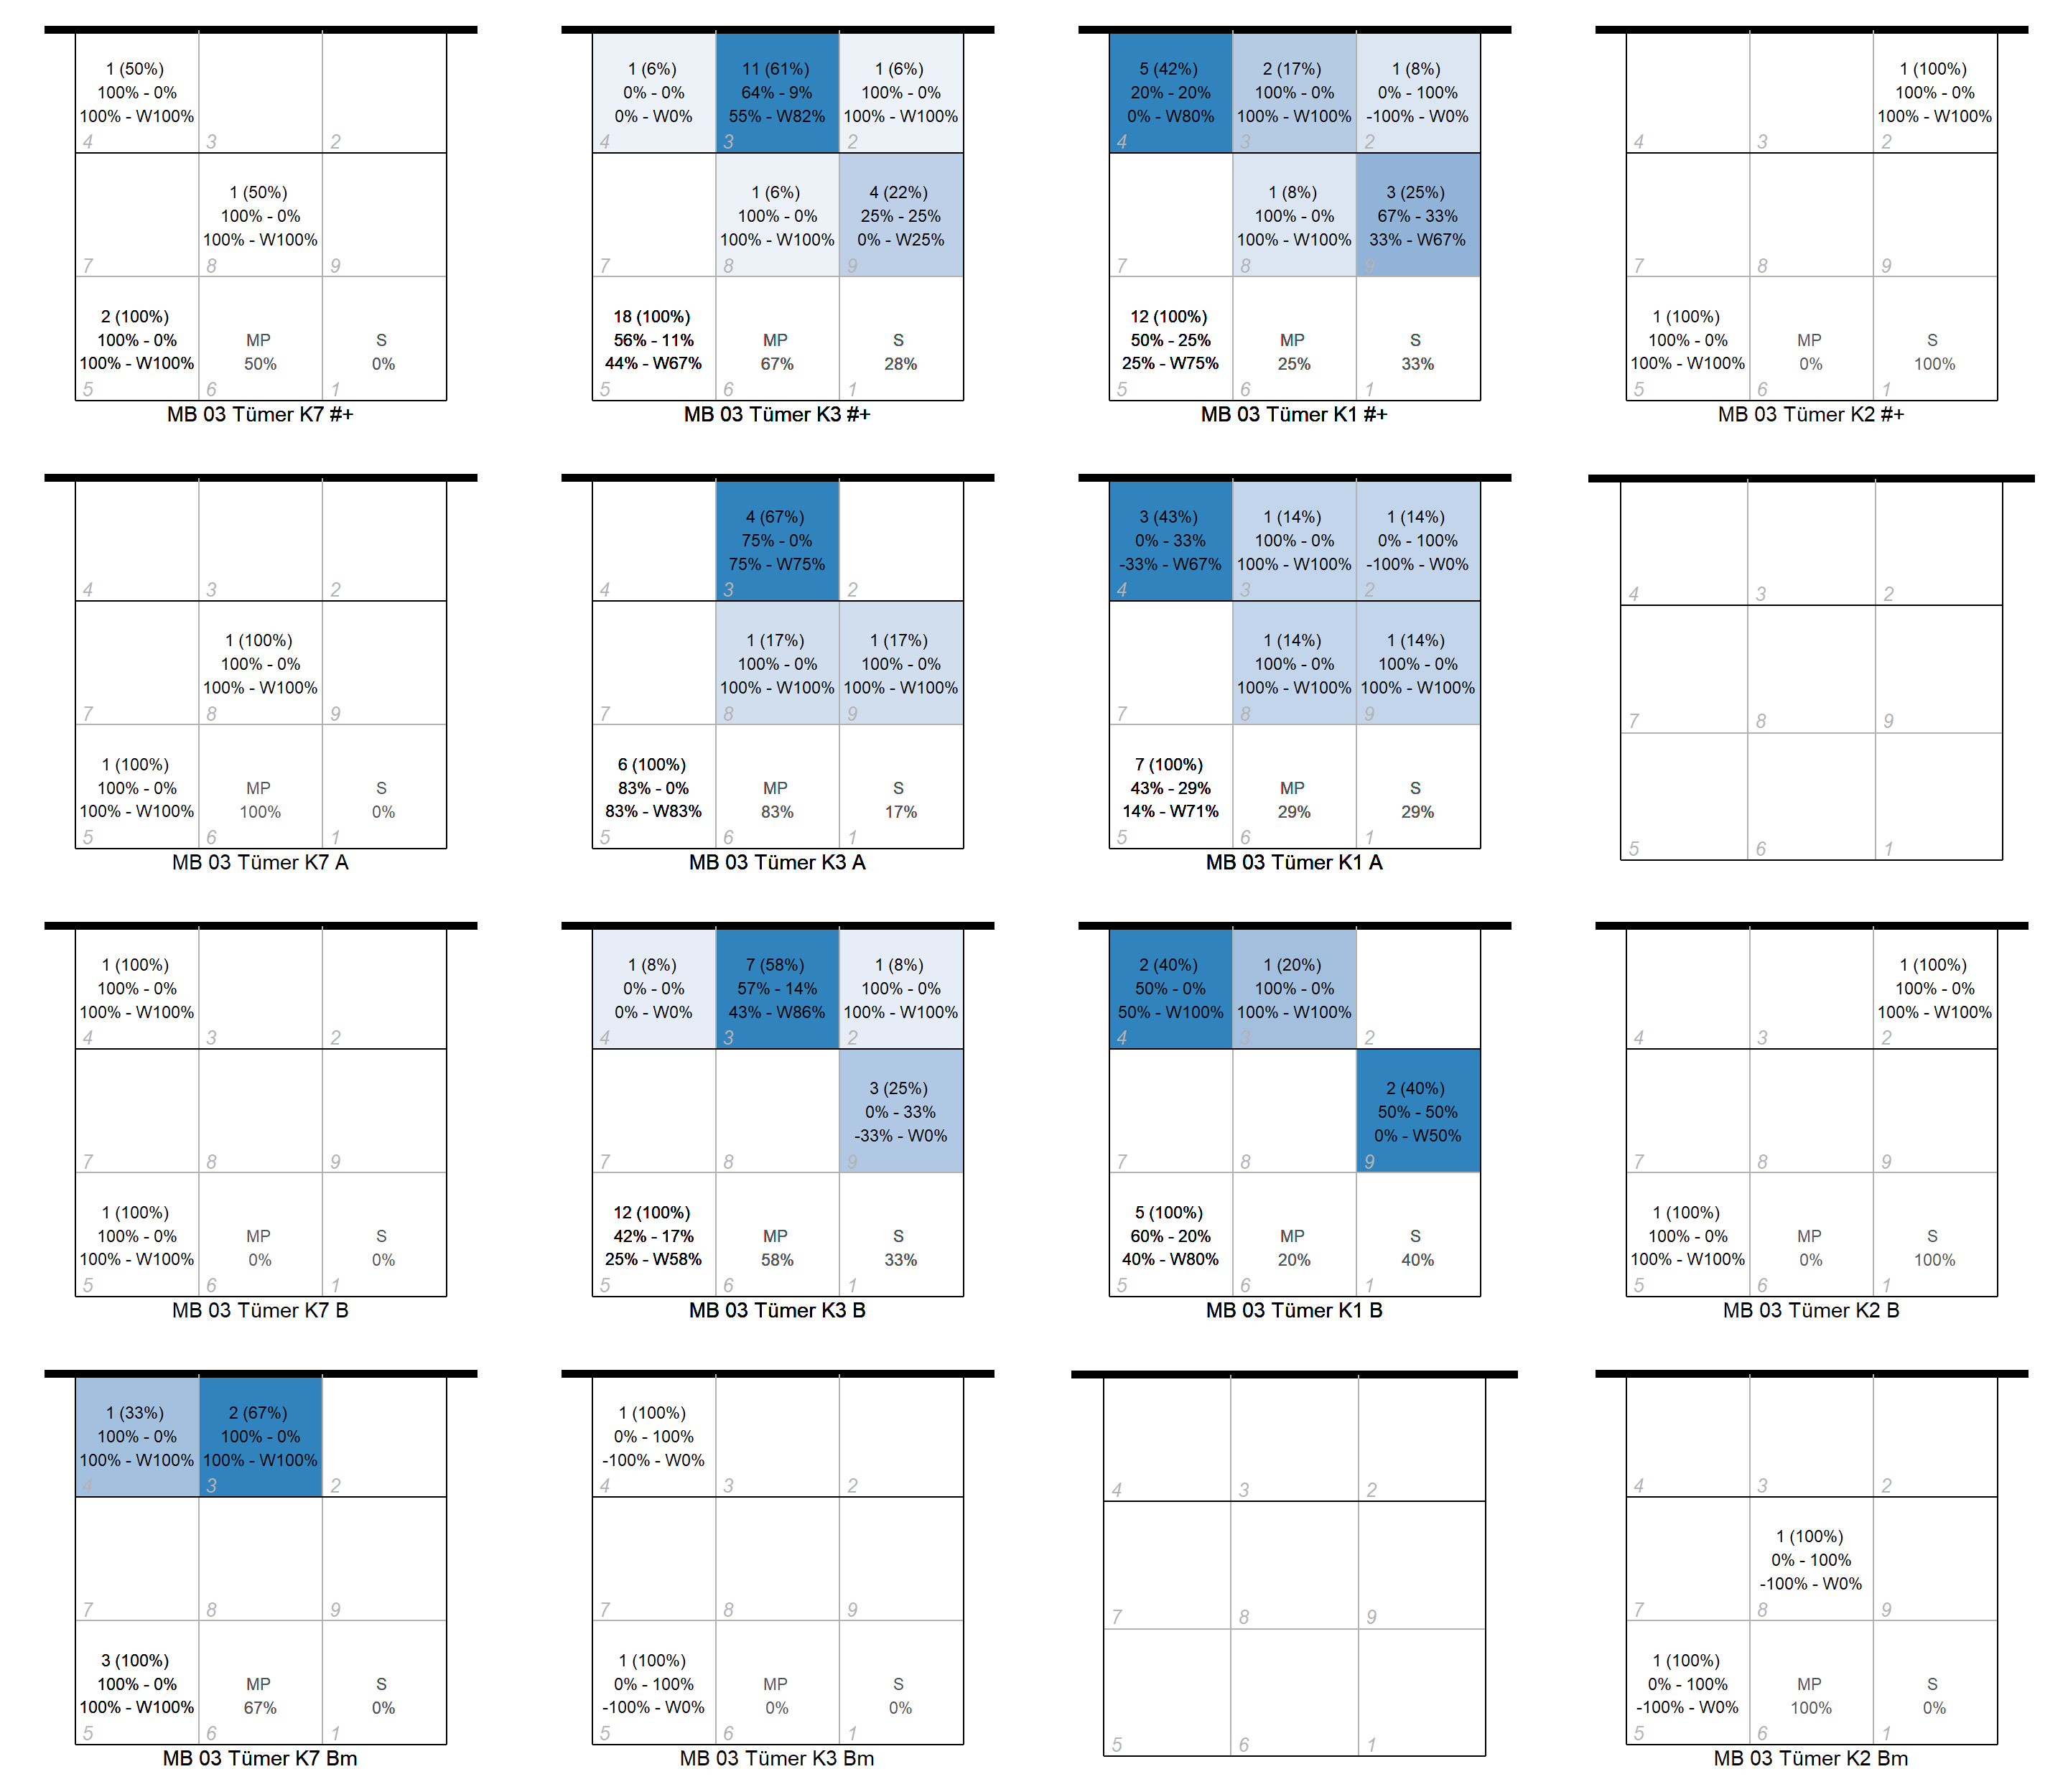 1 (50%)
100% - 0%
100% - W100%
4
3
2
1 (50%)
100% - 0%
100% - W100%
7
8
9
2 (100%)
100% - 0%
100% - W100%
MP
50%
S
0%
5
6
1
MB 03 Tümer K7 #+
1 (6%)
0% - 0%
0% - W0%
11 (61%)
64% - 9%
55% - W82%
1 (6%)
100% - 0%
100% - W100%
4
3
2
1 (6%)
100% - 0%
100% - W100%
4 (22%)
25% - 25%
0% - W25%
7
8
9
18 (100%)
56% - 11%
44% - W67%
MP
67%
S
28%
5
6
1
MB 03 Tümer K3 #+
5 (42%)
20% - 20%
0% - W80%
2 (17%)
100% - 0%
100% - W100%
1 (8%)
0% - 100%
-100% - W0%
4
3
2
1 (8%)
100% - 0%
100% - W100%
3 (25%)
67% - 33%
33% - W67%
7
8
9
12 (100%)
50% - 25%
25% - W75%
MP
25%
S
33%
5
6
1
MB 03 Tümer K1 #+
1 (100%)
100% - 0%
100% - W100%
4
3
2
7
8
9
1 (100%)
100% - 0%
100% - W100%
MP
0%
S
100%
5
6
1
MB 03 Tümer K2 #+
4
3
2
1 (100%)
100% - 0%
100% - W100%
7
8
9
1 (100%)
100% - 0%
100% - W100%
MP
100%
S
0%
5
6
1
MB 03 Tümer K7 A
4 (67%)
75% - 0%
75% - W75%
4
3
2
1 (17%)
100% - 0%
100% - W100%
1 (17%)
100% - 0%
100% - W100%
7
8
9
6 (100%)
83% - 0%
83% - W83%
MP
83%
S
17%
5
6
1
MB 03 Tümer K3 A
3 (43%)
0% - 33%
-33% - W67%
1 (14%)
100% - 0%
100% - W100%
1 (14%)
0% - 100%
-100% - W0%
4
3
2
1 (14%)
100% - 0%
100% - W100%
1 (14%)
100% - 0%
100% - W100%
7
8
9
7 (100%)
43% - 29%
14% - W71%
MP
29%
S
29%
5
6
1
MB 03 Tümer K1 A
4
3
2
7
8
9
5
6
1
1 (100%)
100% - 0%
100% - W100%
4
3
2
7
8
9
1 (100%)
100% - 0%
100% - W100%
MP
0%
S
0%
5
6
1
MB 03 Tümer K7 B
1 (8%)
0% - 0%
0% - W0%
7 (58%)
57% - 14%
43% - W86%
1 (8%)
100% - 0%
100% - W100%
4
3
2
3 (25%)
0% - 33%
-33% - W0%
7
8
9
12 (100%)
42% - 17%
25% - W58%
MP
58%
S
33%
5
6
1
MB 03 Tümer K3 B
2 (40%)
50% - 0%
50% - W100%
1 (20%)
100% - 0%
100% - W100%
4
3
2
2 (40%)
50% - 50%
0% - W50%
7
8
9
5 (100%)
60% - 20%
40% - W80%
MP
20%
S
40%
5
6
1
MB 03 Tümer K1 B
1 (100%)
100% - 0%
100% - W100%
4
3
2
7
8
9
1 (100%)
100% - 0%
100% - W100%
MP
0%
S
100%
5
6
1
MB 03 Tümer K2 B
1 (33%)
100% - 0%
100% - W100%
2 (67%)
100% - 0%
100% - W100%
4
3
2
7
8
9
3 (100%)
100% - 0%
100% - W100%
MP
67%
S
0%
5
6
1
MB 03 Tümer K7 Bm
1 (100%)
0% - 100%
-100% - W0%
4
3
2
7
8
9
1 (100%)
0% - 100%
-100% - W0%
MP
0%
S
0%
5
6
1
MB 03 Tümer K3 Bm
4
3
2
7
8
9
5
6
1
4
3
2
1 (100%)
0% - 100%
-100% - W0%
7
8
9
1 (100%)
0% - 100%
-100% - W0%
MP
100%
S
0%
5
6
1
MB 03 Tümer K2 Bm